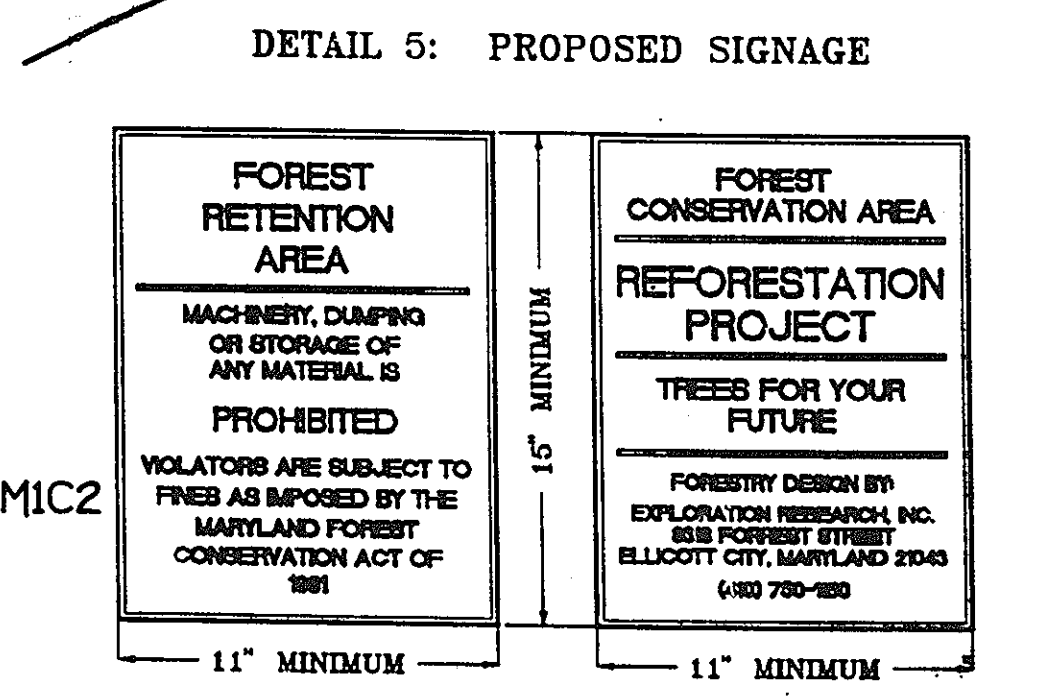 DETAIL 5: PROPOSED SIGNAGE
FOREST
RETENTION
AREA
MACHINERY, DUMPING
OR STORAGE OF
ANY MATERIAL IS
PROHIBITED
VIOLATORS ARE SUBJECT TO
FINES AS IMPOSED BY THE
MARYLAND FOREST
CONSERVATION ACT OF
1991
M1C2
11" MINIMUM
15" MINIMUM
FOREST
CONSERVATION AREA
REFORESTATION
PROJECT
TREES FOR YOUR
FUTURE
FORESTRY DESIGN BY:
EXPLORATION RESEARCH, INC.
FORREST STREET
ELLICOTT CITY, MARYLAND 21043
11" MINIMUM